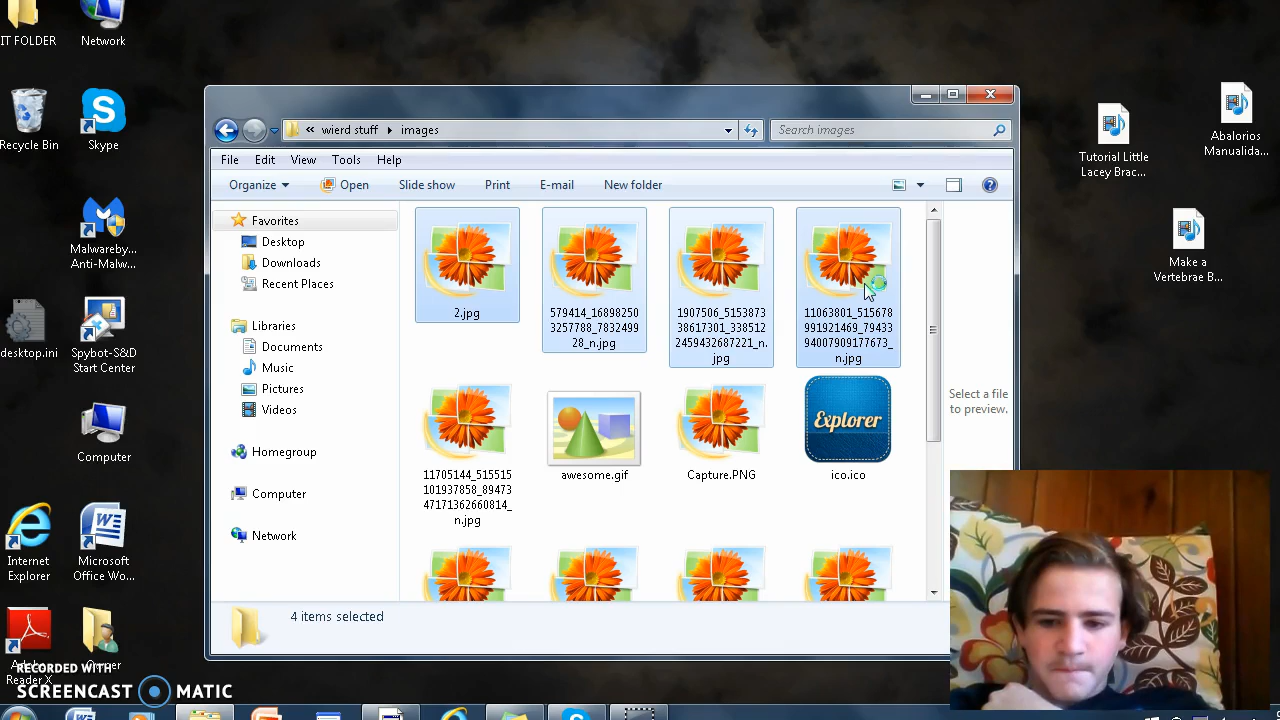 IT FOLDER
Network
Recycle Bin
Skype
Malwareby...
Anti-Malw...
desktop.ini
Spybot-S&D
Start Center
Computer
Internet
Explorer
Microsoft
Office Wo...
Reader X
Owner
RECORDED WITH
SCREENCAST MATIC
« wierd stuff images
Search images
File Edit View Tools Help
Organize Open Slide show Print E-mail New folder
Favorites
Desktop
Downloads
Recent Places
Libraries
Documents
Music
Pictures
Videos
Homegroup
Computer
Network
2.jpg
579414_16898250
3257788_7832499
28_n.jpg
1907506_5153873
38617301_338512
2459432687221_n.
jpg
11063801_515678
991921469_79433
94007909177673_
n.jpg
11705144_515515
101937858_89473
47171362660814_
n.jpg
awesome.gif
Capture.PNG
Explorer
ico.ico
Select a file
to preview.
4 items selected
Tutorial Little
Lacey Brac...
Abalorios
Manualida...
Make a
Vertebrae B...